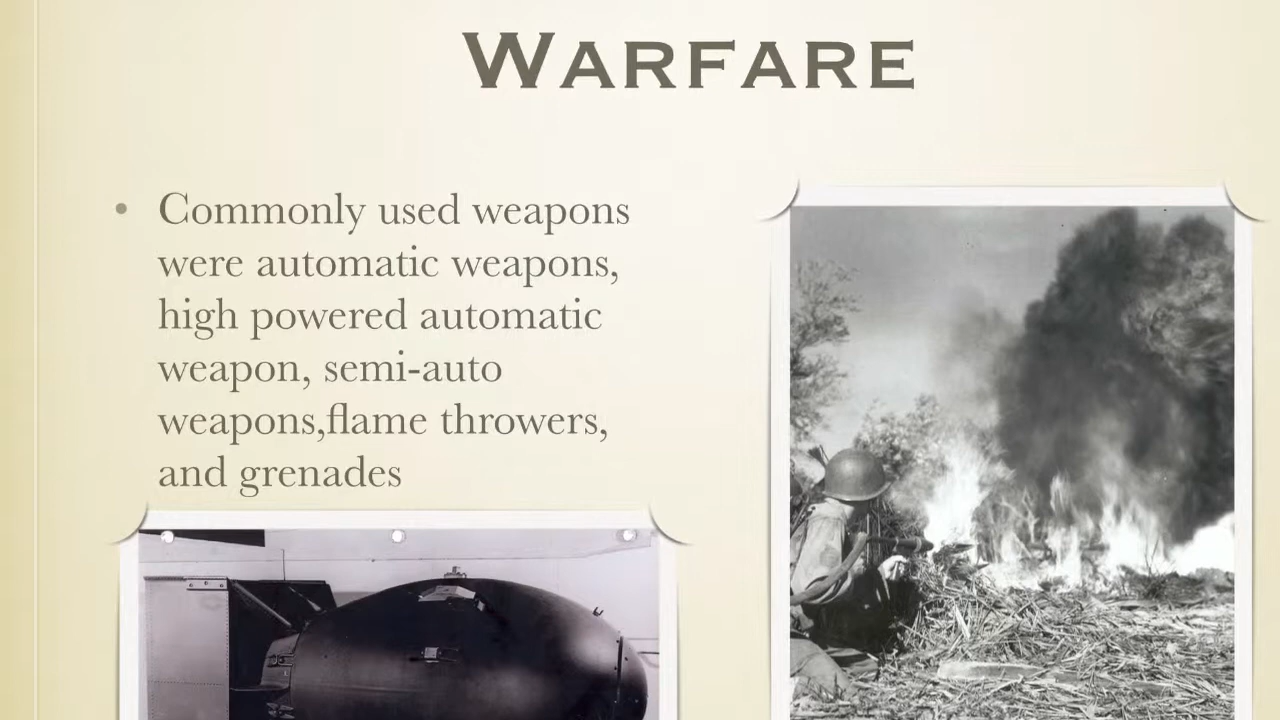 WARFARE
• Commonly used weapons
were automatic weapons,
high powered automatic
weapon, semi-auto
weapons,flame throwers,
and grenades